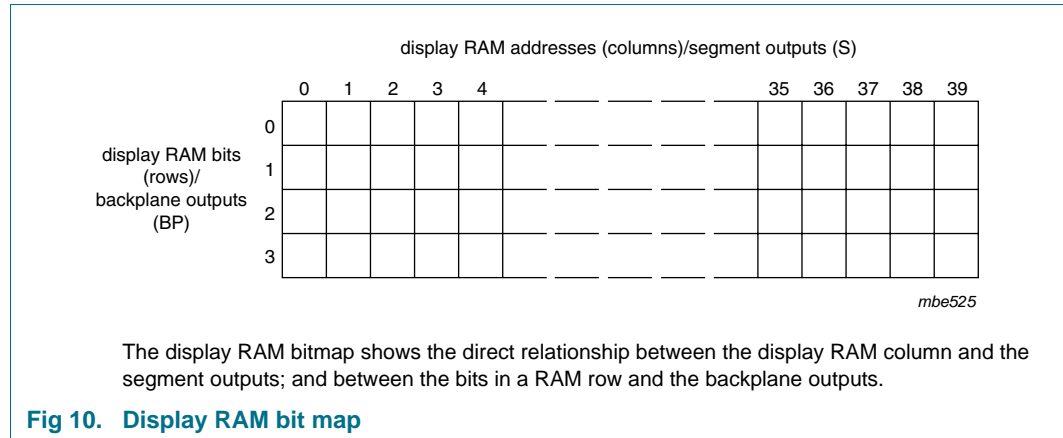 display RAM addresses (columns)/segment outputs (S)
0 1 2 3 4 35 36 37 38 39
0
display RAM bits
1
(rows)/
backplane outputs
2
(BP)
3
mbe525
The display RAM bitmap shows the direct relationship between the display RAM column and the
segment outputs; and between the bits in a RAM row and the backplane outputs.
Fig 10. Display RAM bit map